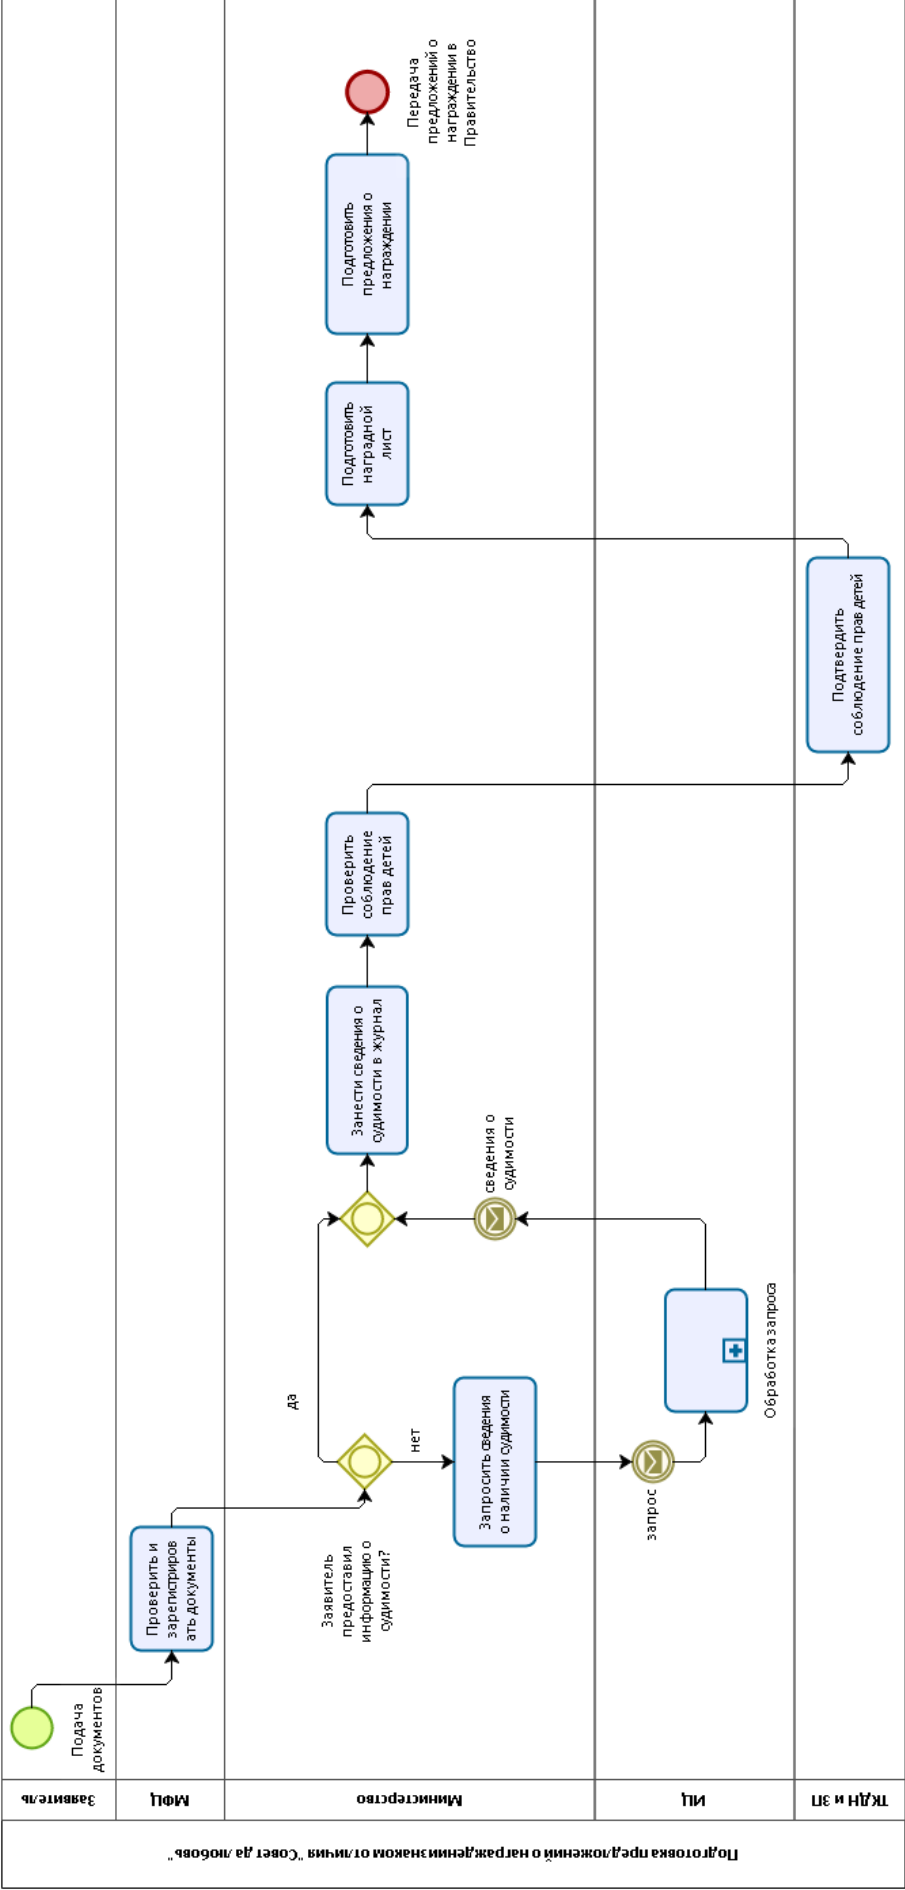 Подготовка предложений о награждении знаком отличия "Совет да любовь"
Заявитель
МФЦ
Министерство
ИЦ
ТКДН и ЗП
Подача
документов
Проверить и
зарегистриров
ать документы
Заявитель
предоставил
информацию о
судимости?
да
нет
Запросить сведения
о наличии судимости
запрос
Обработка запроса
сведения о
судимости
Занести сведения о
судимости в журнал
Проверить
соблюдение
прав детей
Подтвердить
соблюдение прав детей
Подготовить
наградной
лист
Подготовить
предложения о
награждении
Передача
предложений о
награждении в
Правительство